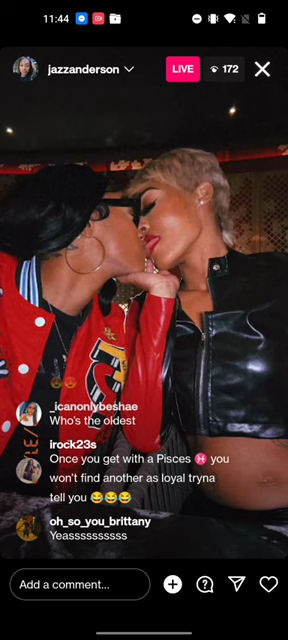 11:44
jazzanderson
LIVE
172
_icanonlybeshae
Who's the oldest
irock23s
Once you get with a Pisces ♓ you
won't find another as loyal tryna
tell you 😂😂😂
oh_so_you_brittany
Yeassssssssss
Add a comment...